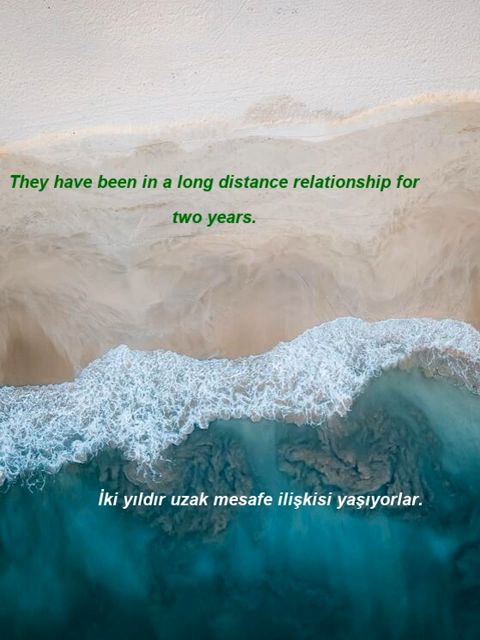 They have been in a long distance relationship for
two years.
İki yıldır uzak mesafe ilişkisi yaşıyorlar.